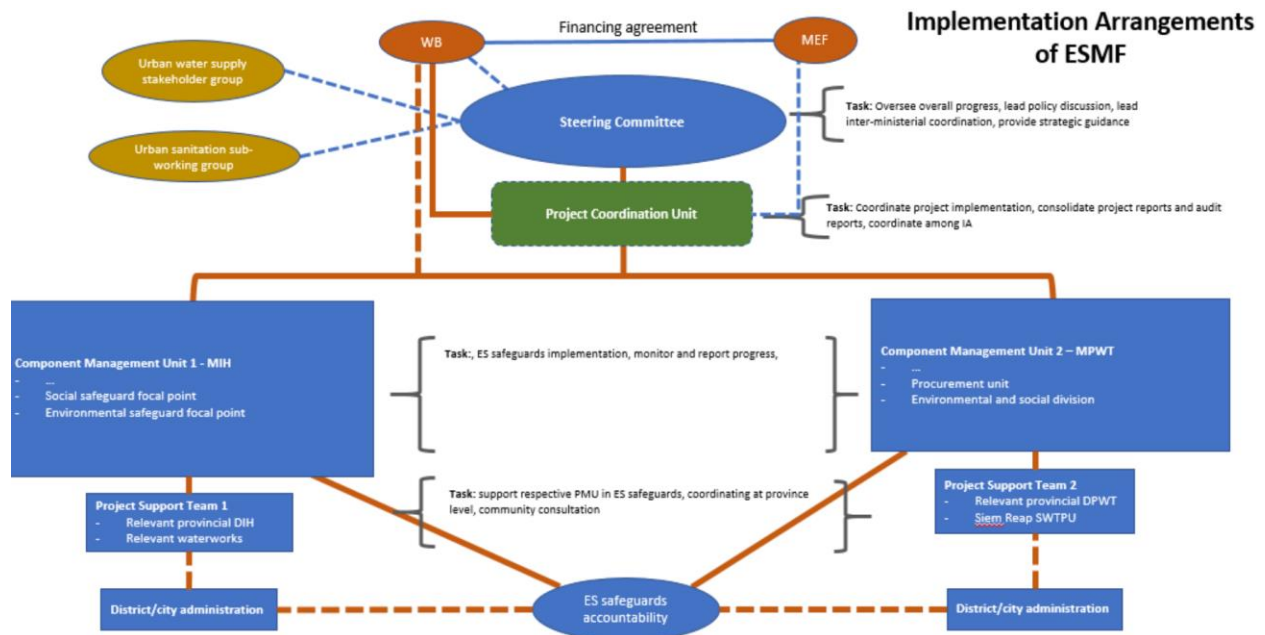 Implementation Arrangements
of ESMF
WB
Financing agreement
MEF
Urban water supply
stakeholder group
Urban sanitation sub-
working group
Steering Committee
Task: Oversee overall progress, lead policy discussion, lead
inter-ministerial coordination, provide strategic guidance
Project Coordination Unit
Task: Coordinate project implementation, consolidate project reports and audit
reports, coordinate among IA
Component Management Unit 1 - MIH
- ...
- Social safeguard focal point
- Environmental safeguard focal point
Task:, ES safeguards implementation, monitor and report progress,
Component Management Unit 2 – MPWT
- ...
- Procurement unit
- Environmental and social division
Project Support Team 1
- Relevant provincial DIH
- Relevant waterworks
Task: support respective PMU in ES safeguards, coordinating at province
level, community consultation
Project Support Team 2
- Relevant provincial DPWT
- Siem Reap SWTPU
District/city administration
ES safeguards
accountability
District/city administration